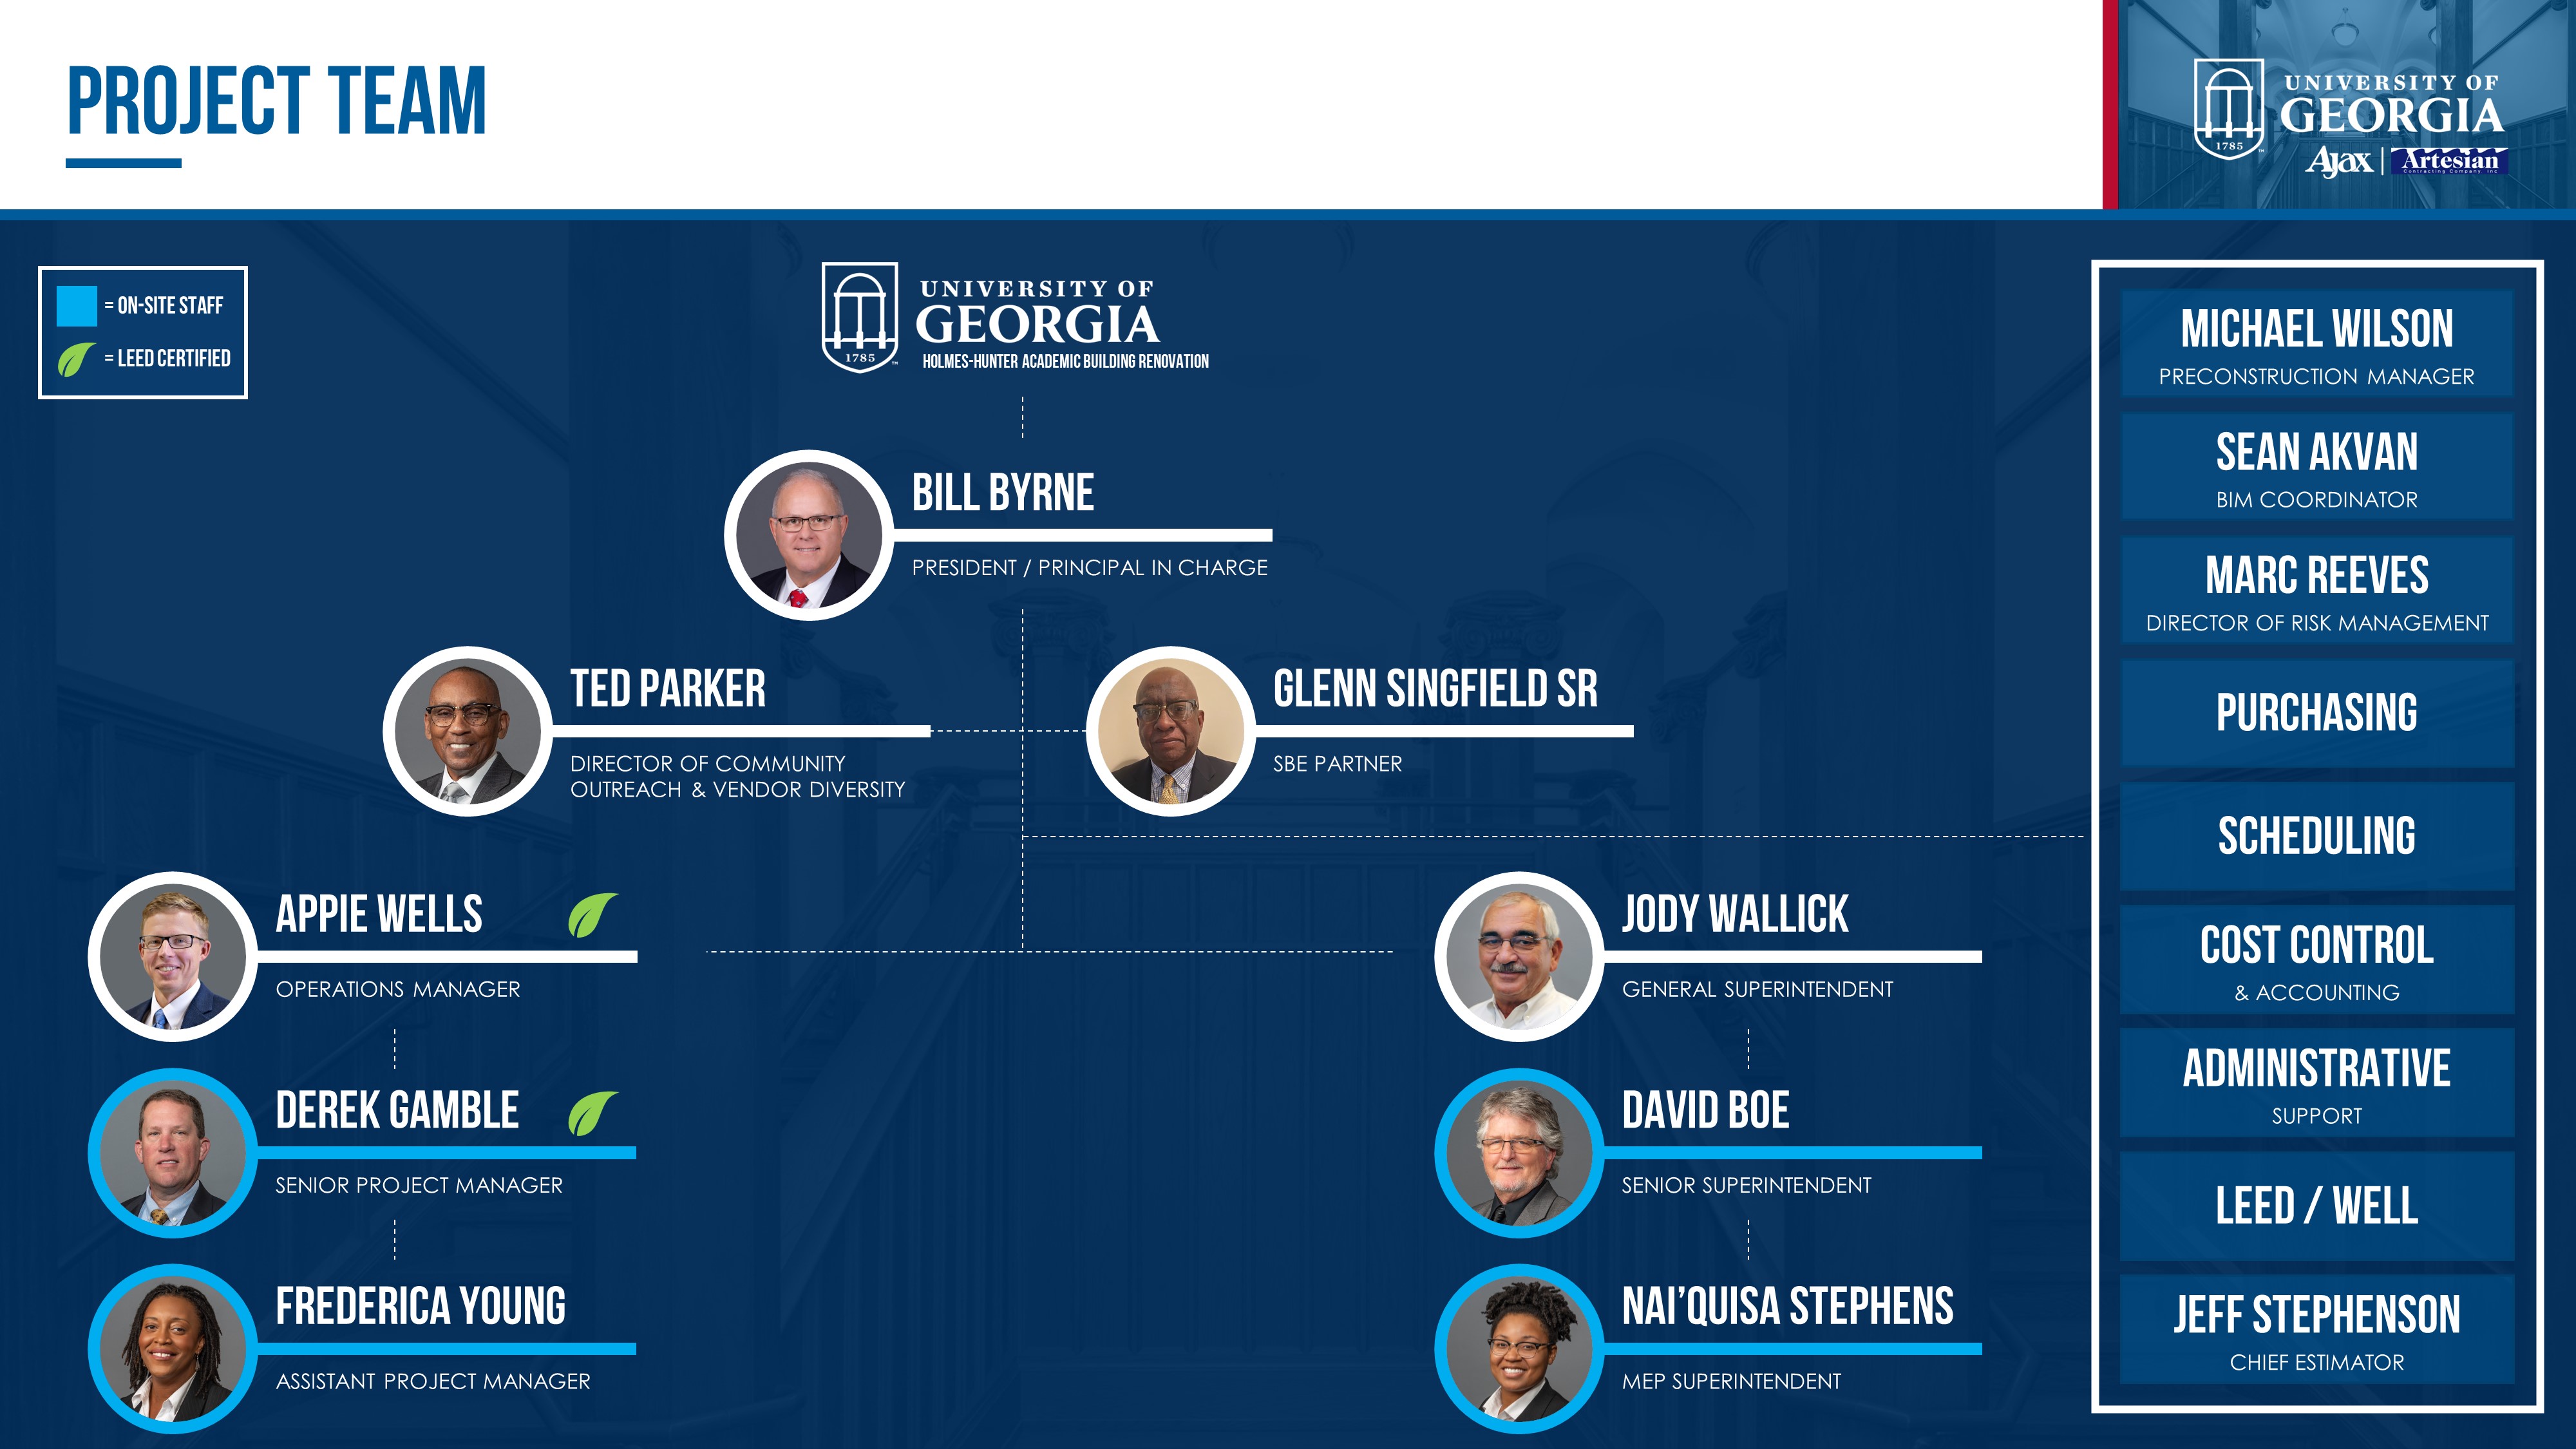 PROJECT TEAM
UNIVERSITY OF
GEORGIA
1785
Ajax | Artesian
Contracting Company, Inc
= ON-SITE STAFF
= LEED CERTIFIED
UNIVERSITY OF
GEORGIA
1785
HOLMES-HUNTER ACADEMIC BUILDING RENOVATION
BILL BYRNE
PRESIDENT / PRINCIPAL IN CHARGE
TED PARKER
DIRECTOR OF COMMUNITY
OUTREACH & VENDOR DIVERSITY
GLENN SINGFIELD SR
SBE PARTNER
APPIE WELLS
OPERATIONS MANAGER
DEREK GAMBLE
SENIOR PROJECT MANAGER
FREDERICA YOUNG
ASSISTANT PROJECT MANAGER
JODY WALLICK
GENERAL SUPERINTENDENT
DAVID BOE
SENIOR SUPERINTENDENT
NAI’QUISA STEPHENS
MEP SUPERINTENDENT
MICHAEL WILSON
PRECONSTRUCTION MANAGER
SEAN AKVAN
BIM COORDINATOR
MARC REEVES
DIRECTOR OF RISK MANAGEMENT
PURCHASING
SCHEDULING
COST CONTROL
& ACCOUNTING
ADMINISTRATIVE
SUPPORT
LEED / WELL
JEFF STEPHENSON
CHIEF ESTIMATOR